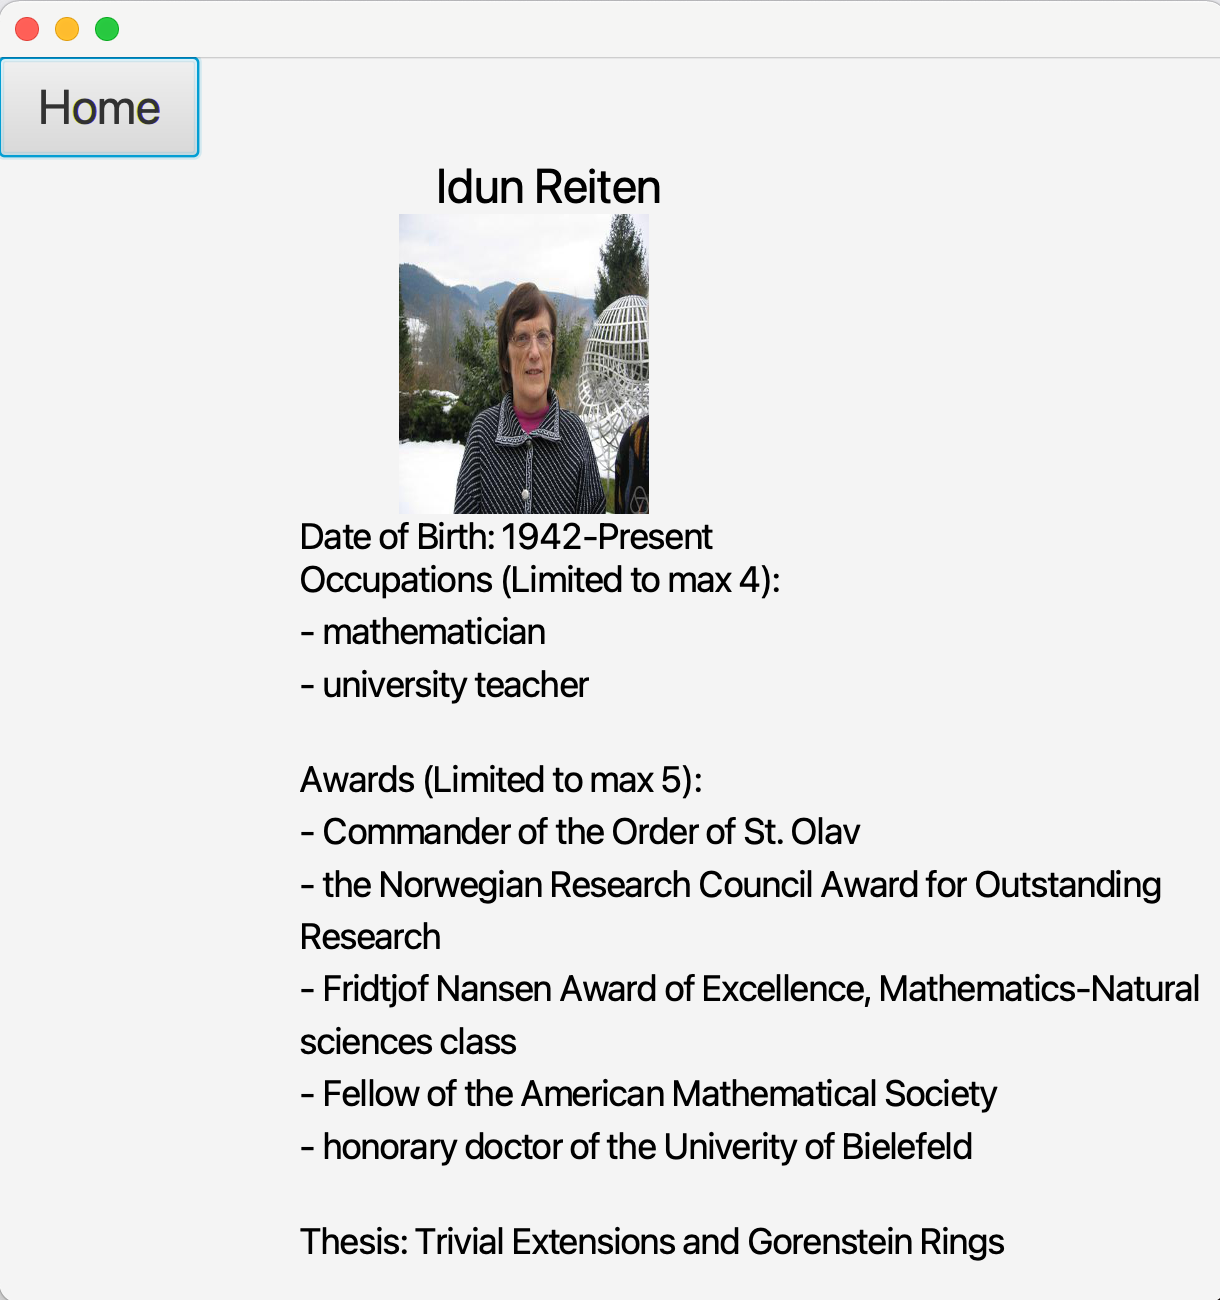 Home
Idun Reiten
Date of Birth: 1942-Present
Occupations (Limited to max 4):
- mathematician
- university teacher
Awards (Limited to max 5):
- Commander of the Order of St. Olav
- the Norwegian Research Council Award for Outstanding
Research
- Fridtjof Nansen Award of Excellence, Mathematics-Natural
sciences class
- Fellow of the American Mathematical Society
- honorary doctor of the Univerity of Bielefeld
Thesis: Trivial Extensions and Gorenstein Rings